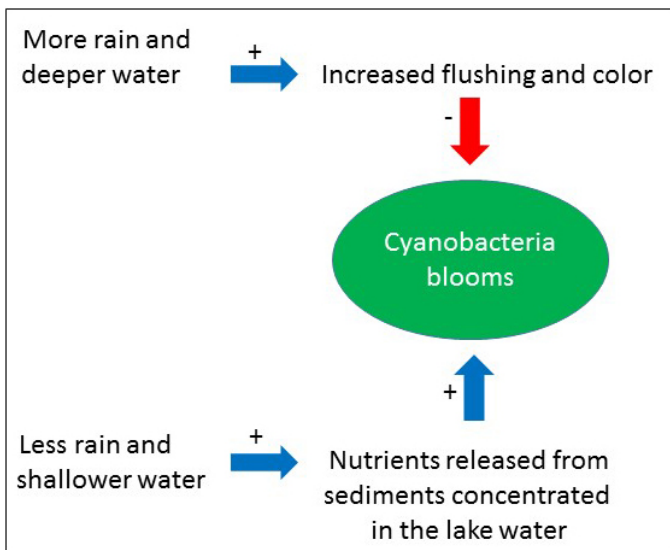 More rain and
deeper water
+
Increased flushing and color
-
Cyanobacteria
blooms
+
Less rain and
shallower water
+
Nutrients released from
sediments concentrated
in the lake water